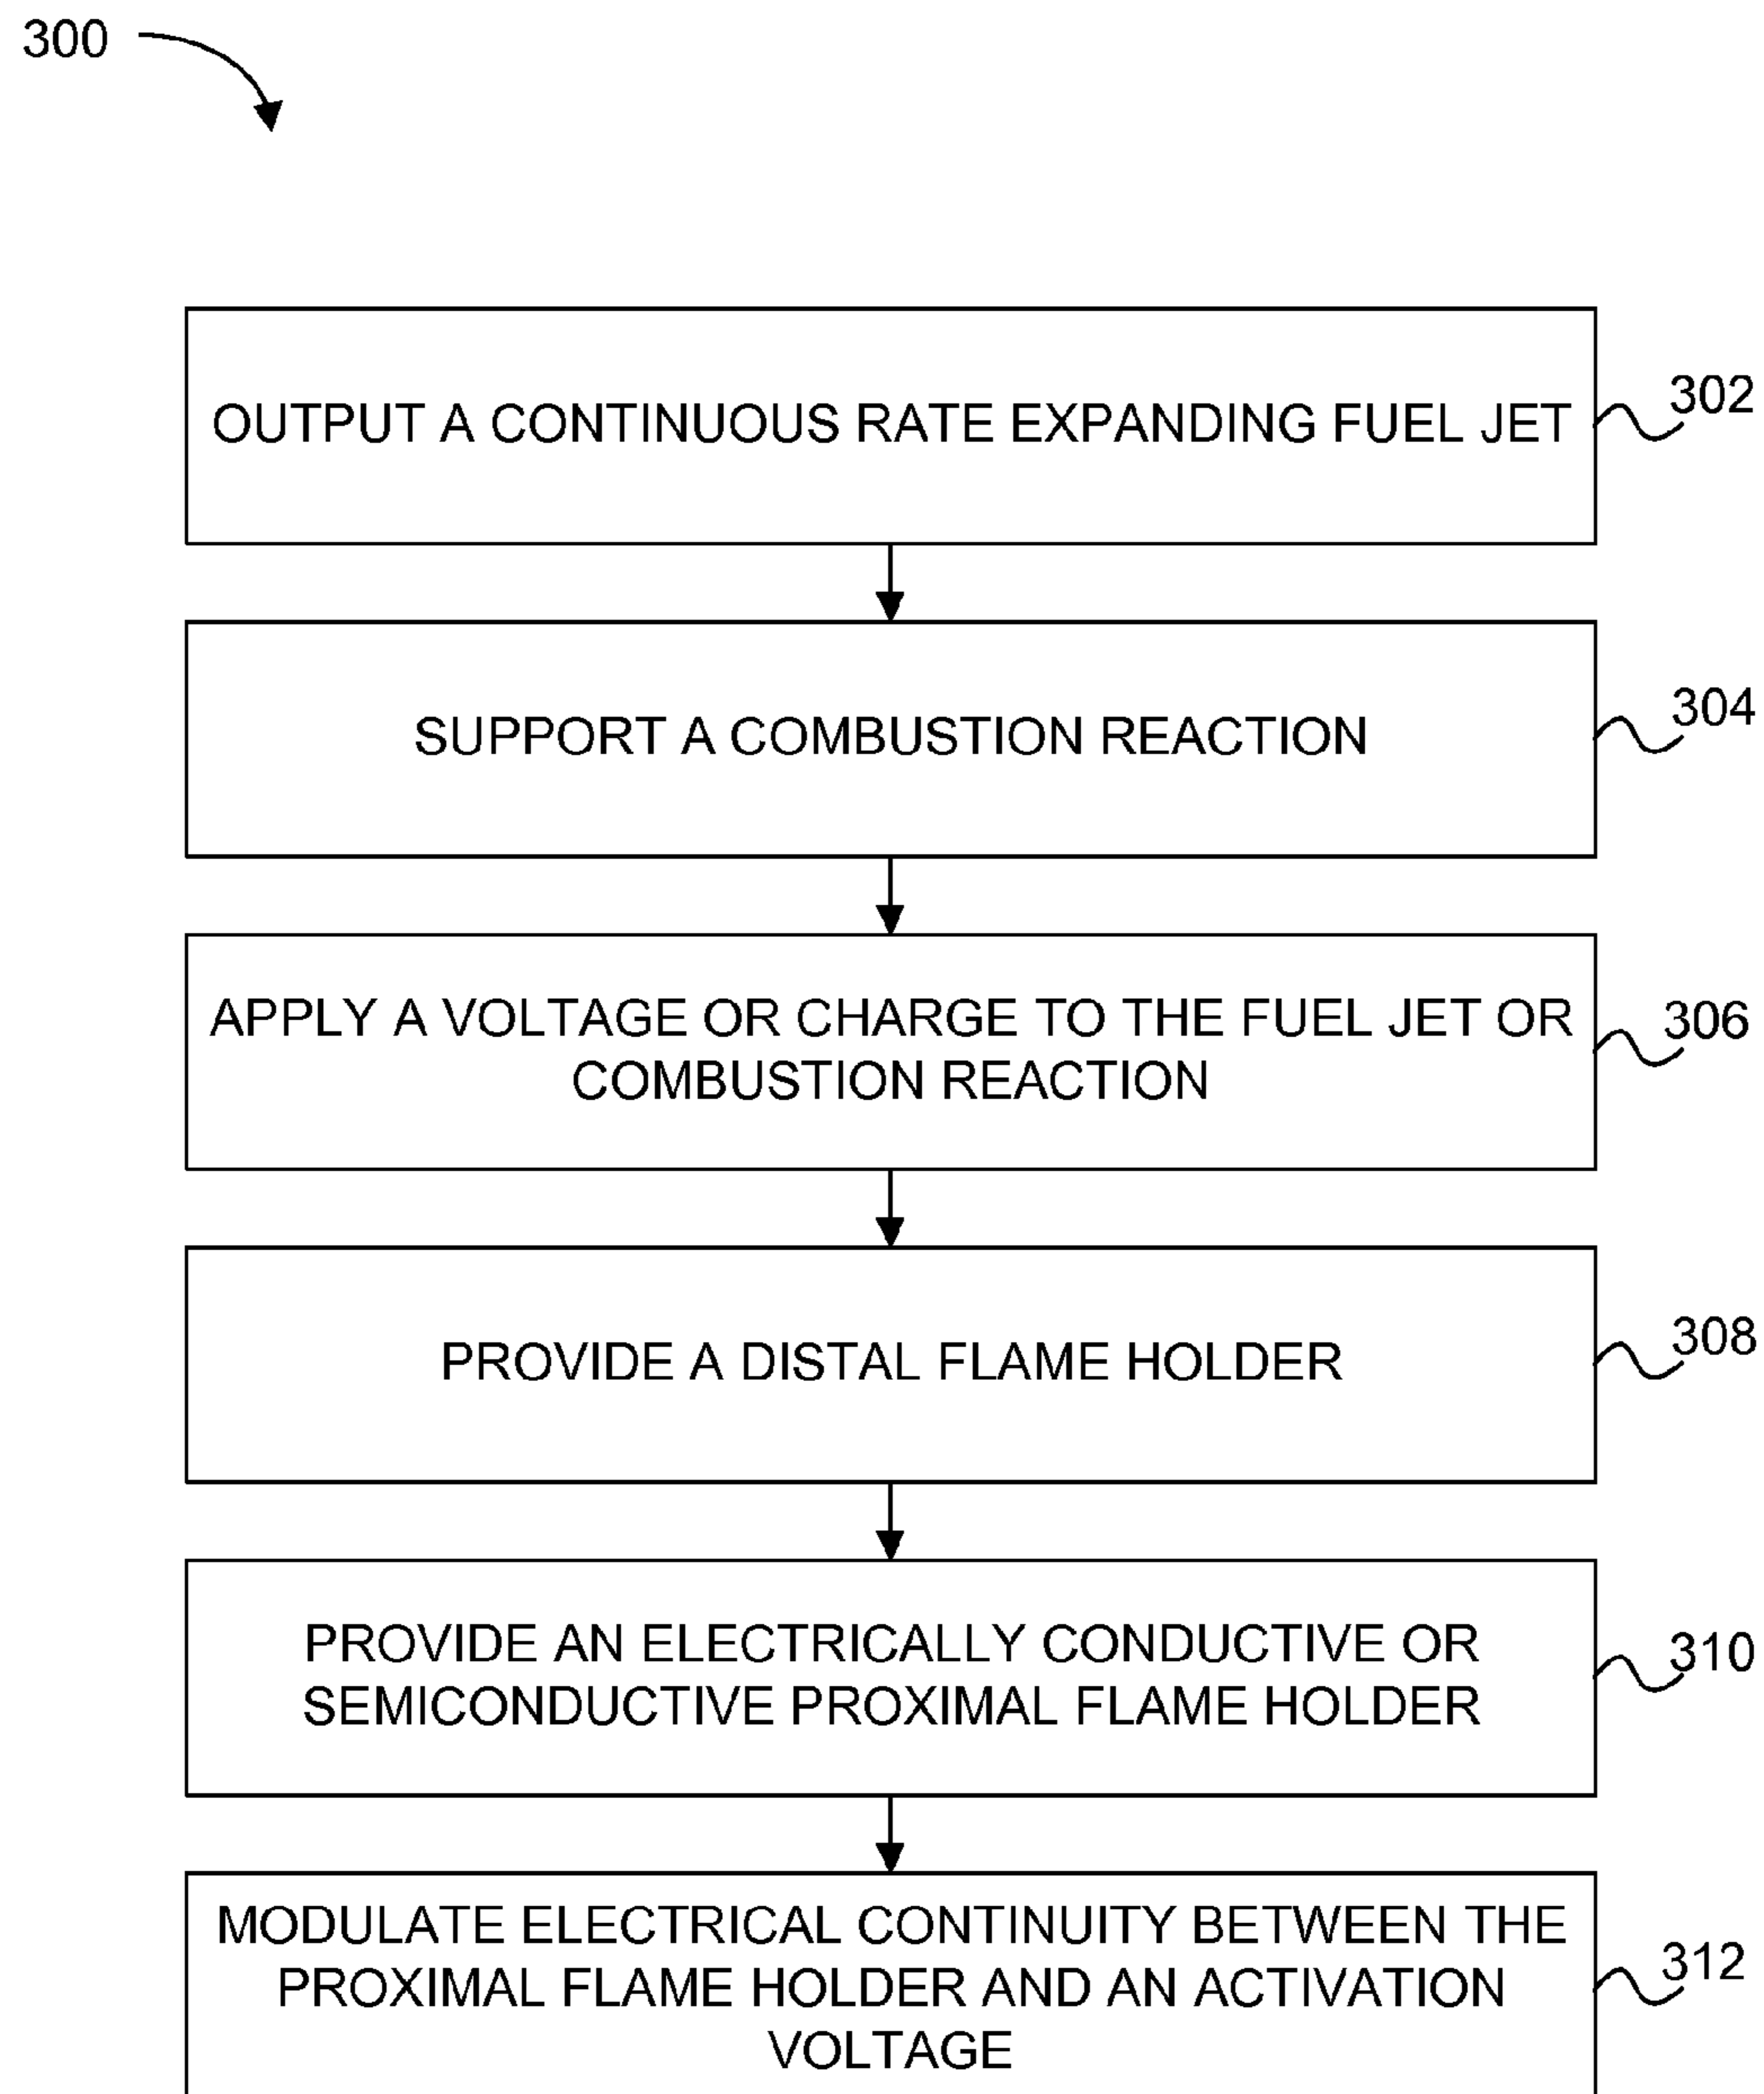 300
OUTPUT A CONTINUOUS RATE EXPANDING FUEL JET
302
SUPPORT A COMBUSTION REACTION
304
APPLY A VOLTAGE OR CHARGE TO THE FUEL JET OR
COMBUSTION REACTION
306
PROVIDE A DISTAL FLAME HOLDER
308
PROVIDE AN ELECTRICALLY CONDUCTIVE OR
SEMICONDUCTIVE PROXIMAL FLAME HOLDER
310
MODULATE ELECTRICAL CONTINUITY BETWEEN THE
PROXIMAL FLAME HOLDER AND AN ACTIVATION
VOLTAGE
312